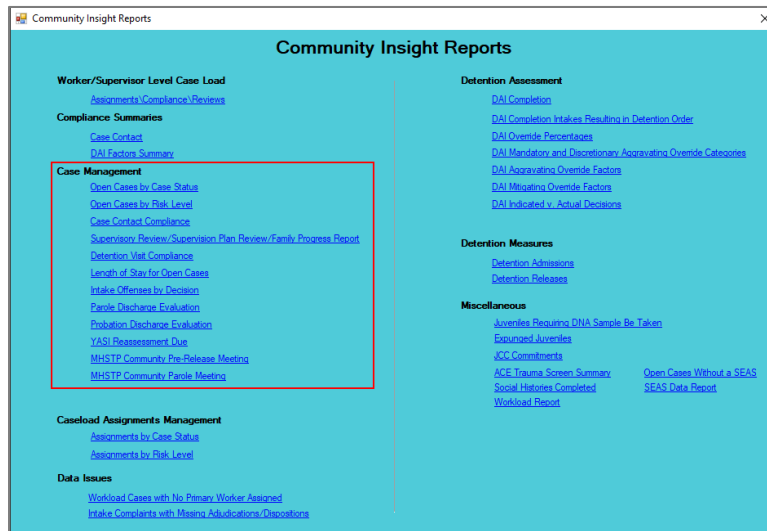 Community Insight Reports
Community Insight Reports
Worker/Supervisor Level Case Load
Assignments\Compliance\Reviews
Compliance Summaries
Case Contact
DAI Factors Summary
Case Management
Open Cases by Case Status
Open Cases by Risk Level
Case Contact Compliance
Supervisory Review/Supervision Plan Review/Family Progress Report
Detention Visit Compliance
Length of Stay for Open Cases
Intake Offenses by Decision
Parole Discharge Evaluation
Probation Discharge Evaluation
YASI Reassessment Due
MHSTP Community Pre-Release Meeting
MHSTP Community Parole Meeting
Caseload Assignments Management
Assignments by Case Status
Assignments by Risk Level
Data Issues
Workload Cases with No Primary Worker Assigned
Intake Complaints with Missing Adjudications/Dispositions
Detention Assessment
DAI Completion
DAI Completion Intakes Resulting in Detention Order
DAI Override Percentages
DAI Mandatory and Discretionary Aggravating Override Categories
DAI Aggravating Override Factors
DAI Mitigating Override Factors
DAI Indicated v. Actual Decisions
Detention Measures
Detention Admissions
Detention Releases
Miscellaneous
Juveniles Requiring DNA Sample Be Taken
Expunged Juveniles
JCC Commitments
ACE Trauma Screen Summary
Open Cases Without a SEAS
Social Histories Completed
SEAS Data Report
Workload Report